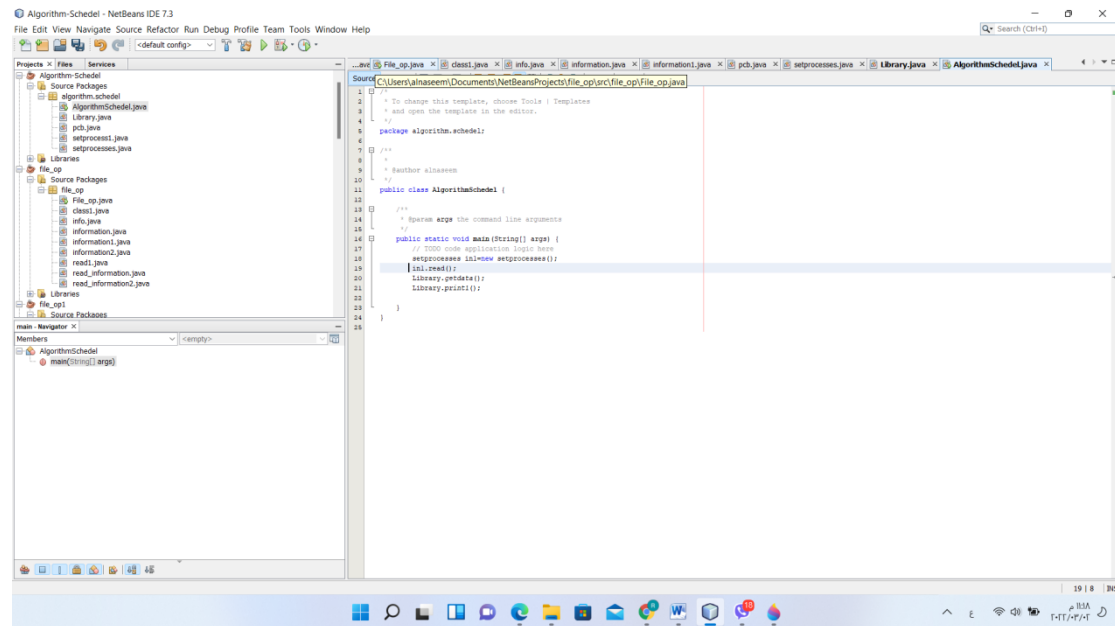 Algorithm-Schedel - NetBeans IDE 7.3
File Edit View Navigate Source Refactor Run Debug Profile Team Tools Window Help
Search (Ctrl+I)
<default config>
Projects Files Services
Algorithm-Schedel
Source Packages
algorithm.schedel
AlgorithmSchedel.java
Library.java
pcb.java
setprocess1.java
setprocesses.java
Libraries
file_op
Source Packages
file_op
File_op.java
class1.java
info.java
information.java
information1.java
information2.java
read1.java
read_information.java
read_information2.java
Libraries
file_op1
Source Packages
main - Navigator
Members <empty>
AlgorithmSchedel
main(String[] args)
...ava File_op.java class1.java info.java information.java information1.java pcb.java setprocesses.java Library.java AlgorithmSchedel.java
Source
C:\Users\alnaseem\Documents\NetBeansProjects\file_op\src\file_op\File_op.java
1 /*
2 * To change this template, choose Tools | Templates
3 * and open the template in the editor.
4 */
5 package algorithm.schedel;
6
7 /**
8 *
9 * @author alnaseem
10 */
11 public class AlgorithmSchedel {
12
13 /**
14 * @param args the command line arguments
15 */
16 public static void main(String[] args) {
17 // TODO code application logic here
18 setprocesses in1=new setprocesses();
19 in1.read();
20 Library.getdata();
21 Library.print1();
22
23 }
24 }
25
19 | 8 INS
R
18
ع
١١:١٨ م
٢٠٢٢/٠٣/٠٢